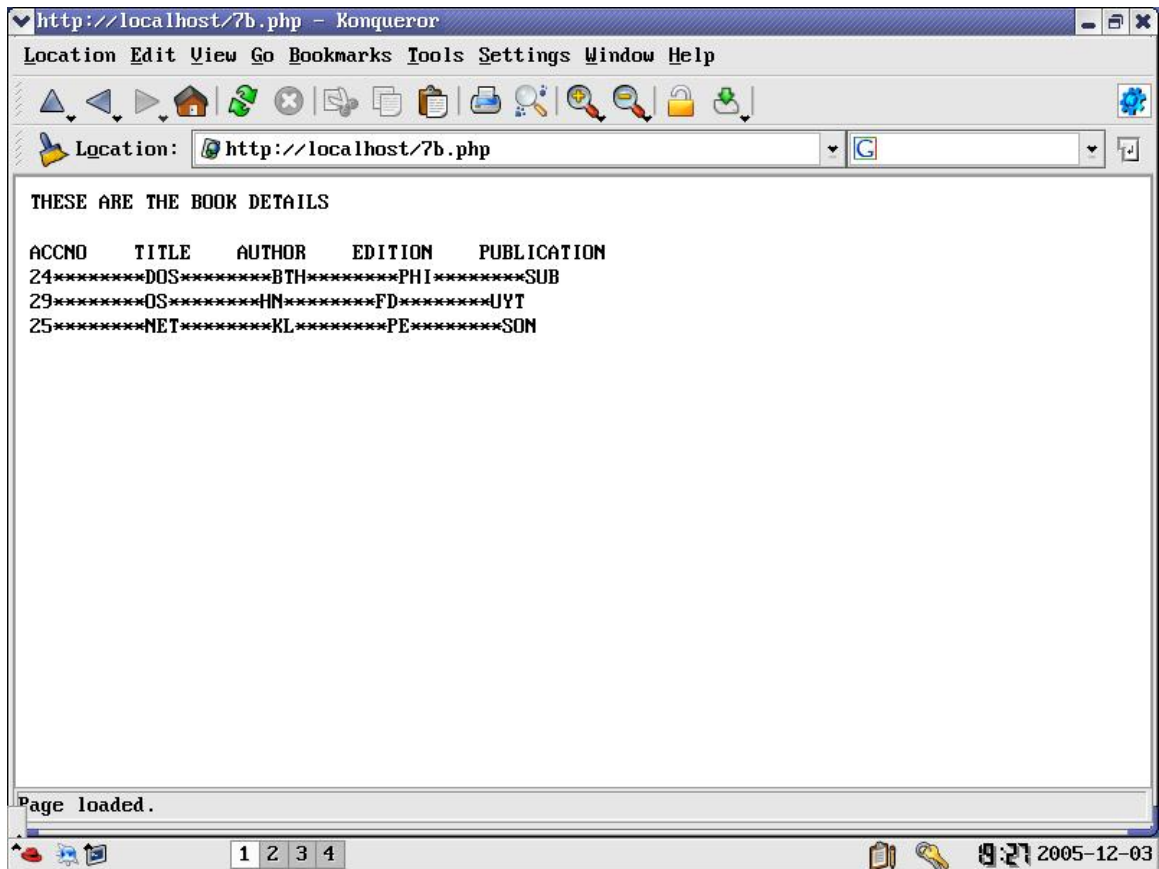 http://localhost/7b.php - Konqueror
Location Edit View Go Bookmarks Tools Settings Window Help
Location: http://localhost/7b.php
G
THESE ARE THE BOOK DETAILS
ACCNO TITLE AUTHOR EDITION PUBLICATION
24********DOS********BTH********PHI********SUB
29********OS********HN********FD********UYT
25********NET********KL********PE********SON
Page loaded.
1 2 3 4
19:27 2005-12-03